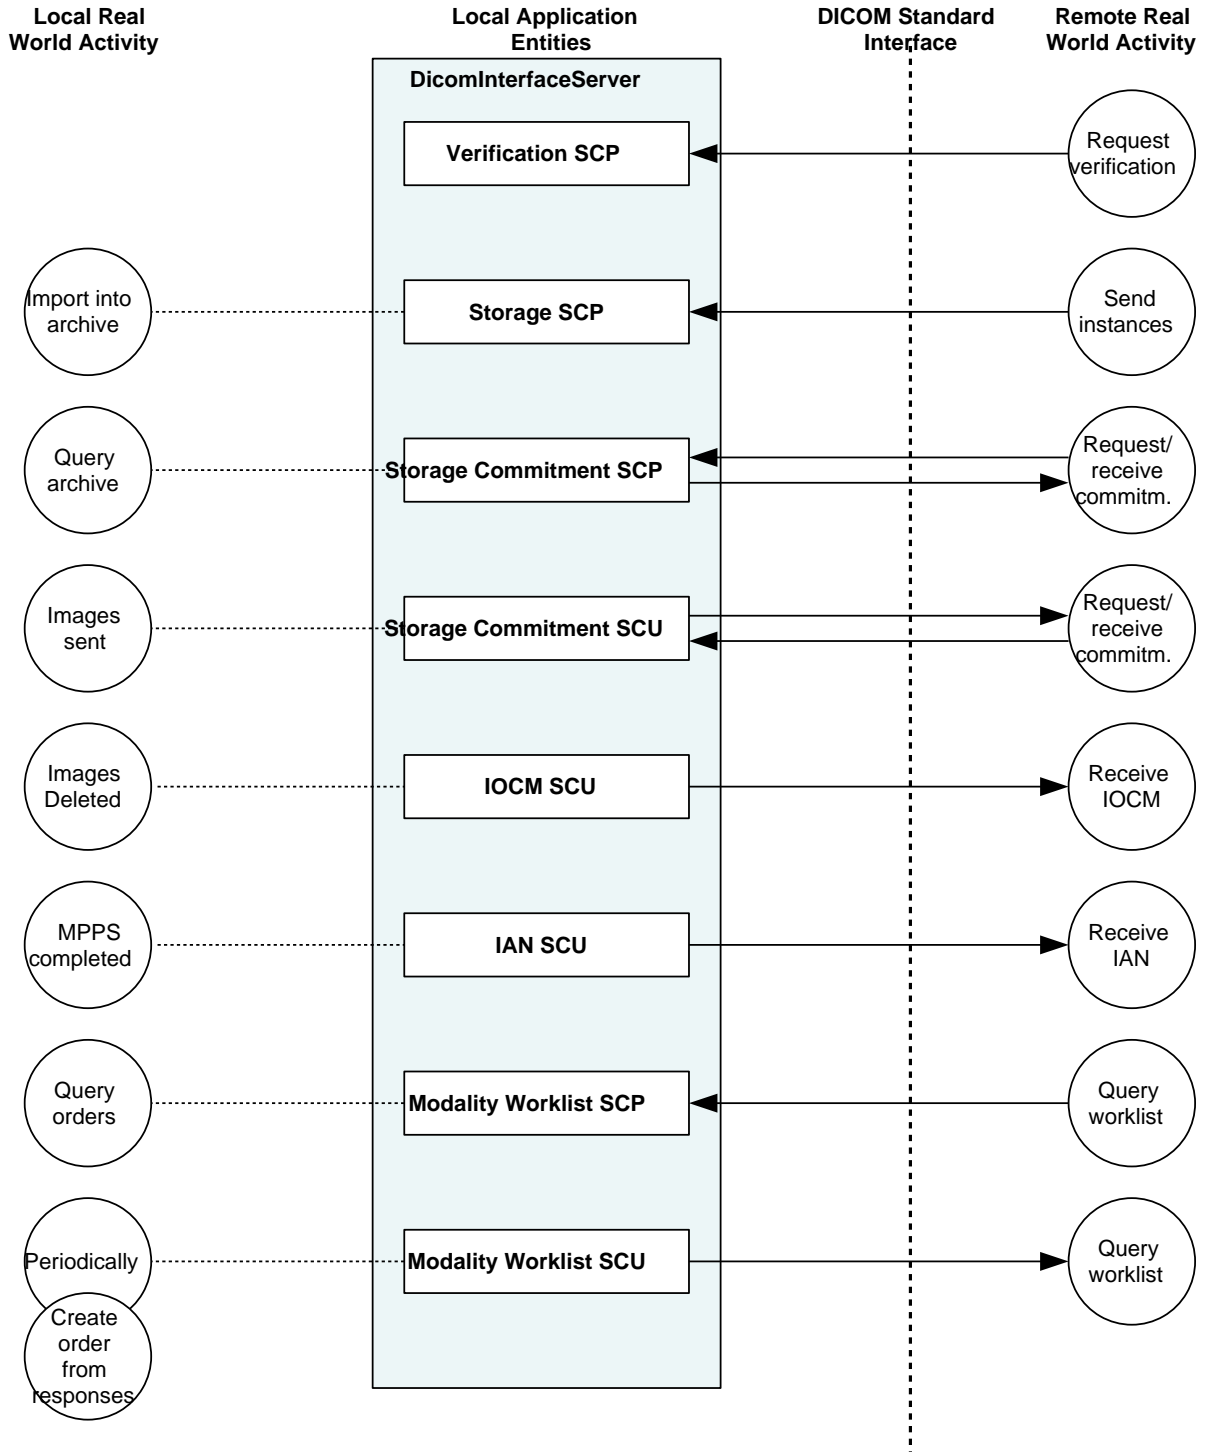 Local Real
World Activity
Local Application
Entities
DICOM Standard
Interface
Remote Real
World Activity
DicomInterfaceServer
Verification SCP
Request
verification
Import into
archive
Storage SCP
Send
instances
Query
archive
Storage Commitment SCP
Request/
receive
commitm.
Images
sent
Storage Commitment SCU
Request/
receive
commitm.
Images
Deleted
IOCM SCU
Receive
IOCM
MPPS
completed
IAN SCU
Receive
IAN
Query
orders
Modality Worklist SCP
Query
worklist
Periodically
Modality Worklist SCU
Query
worklist
Create
order
from
responses